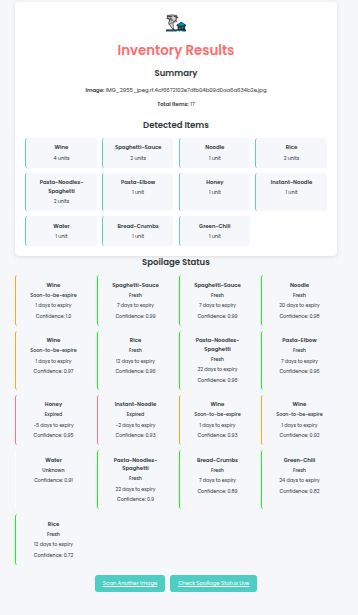 Inventory Results
Summary
Total Items: 17
Detected Items
Wine
4 units
Spaghetti-Sauce
2 units
Noodle
1 unit
Rice
2 units
Pasta-Noodles-
Spaghetti
2 units
Pasta-Elbow
1 unit
Honey
1 unit
Instant-Noodle
1 unit
Water
1 unit
Bread-Crumbs
1 unit
Green-Chili
1 unit
Spoilage Status
Wine
Soon-to-be-expire
1 days to expiry
Confidence: 1.0
Spaghetti-Sauce
Fresh
7 days to expiry
Confidence: 0.99
Spaghetti-Sauce
Fresh
7 days to expiry
Confidence: 0.99
Noodle
Fresh
20 days to expiry
Confidence: 0.98
Wine
Soon-to-be-expire
1 days to expiry
Confidence: 0.97
Rice
Fresh
12 days to expiry
Confidence: 0.96
Pasta-Noodles-
Spaghetti
Fresh
22 days to expiry
Confidence: 0.96
Pasta-Elbow
Fresh
7 days to expiry
Confidence: 0.96
Honey
Expired
-5 days to expiry
Confidence: 0.95
Instant-Noodle
Expired
-2 days to expiry
Confidence: 0.93
Wine
Soon-to-be-expire
1 days to expiry
Confidence: 0.93
Wine
Soon-to-be-expire
1 days to expiry
Confidence: 0.92
Water
Unknown
Confidence: 0.91
Pasta-Noodles-
Spaghetti
Fresh
22 days to expiry
Confidence: 0.9
Bread-Crumbs
Fresh
7 days to expiry
Confidence: 0.89
Green-Chili
Fresh
24 days to expiry
Confidence: 0.82
Rice
Fresh
12 days to expiry
Confidence: 0.72
Scan Another Image
Check Spoilage Status Live